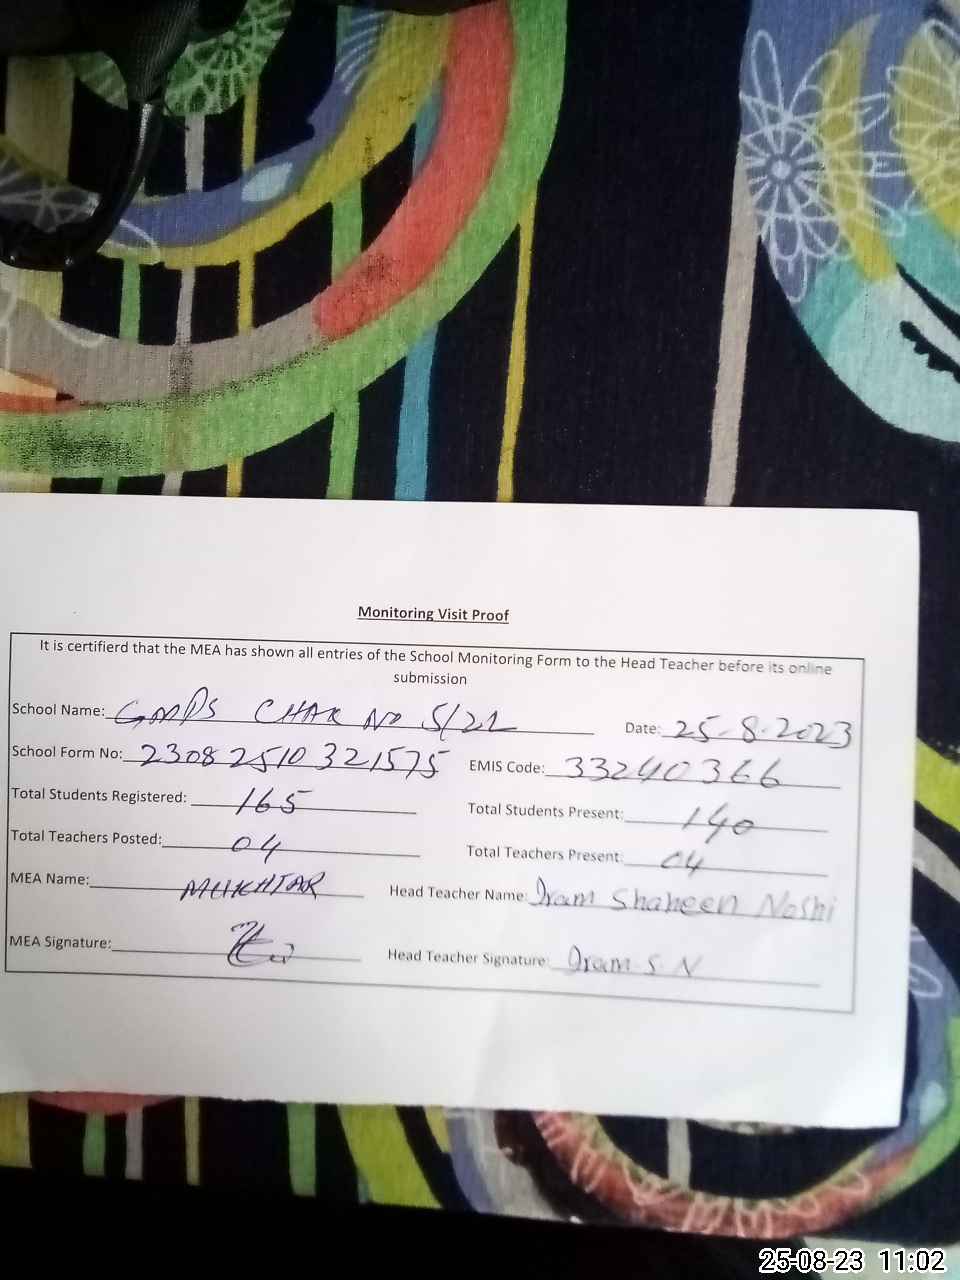 Monitoring Visit Proof
It is certifierd that the MEA has shown all entries of the School Monitoring Form to the Head Teacher before its online
submission
School Name: GMPS CHAK NO 5/21 Date: 25-8-2023
School Form No: 2308 2510 321575 EMIS Code: 33240366
Total Students Registered: 165 Total Students Present: 140
Total Teachers Posted: 04 Total Teachers Present: 04
MEA Name: MUKHTAR Head Teacher Name: Iram Shaheen Noshi
MEA Signature: Head Teacher Signature: Iram.S.N
25-08-23 11:02